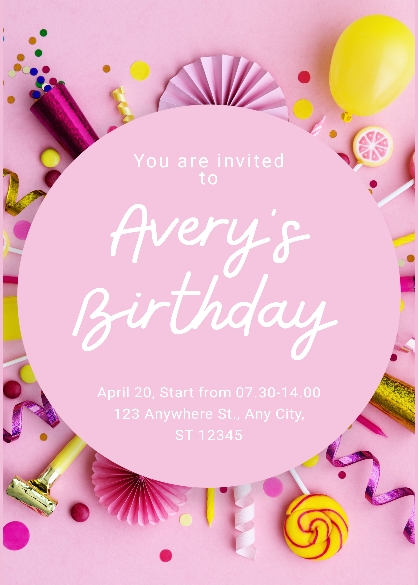 You are invited
to
Avery's
Birthday
April 20, Start from 07.30-14.00
123 Anywhere St., Any City,
ST 12345